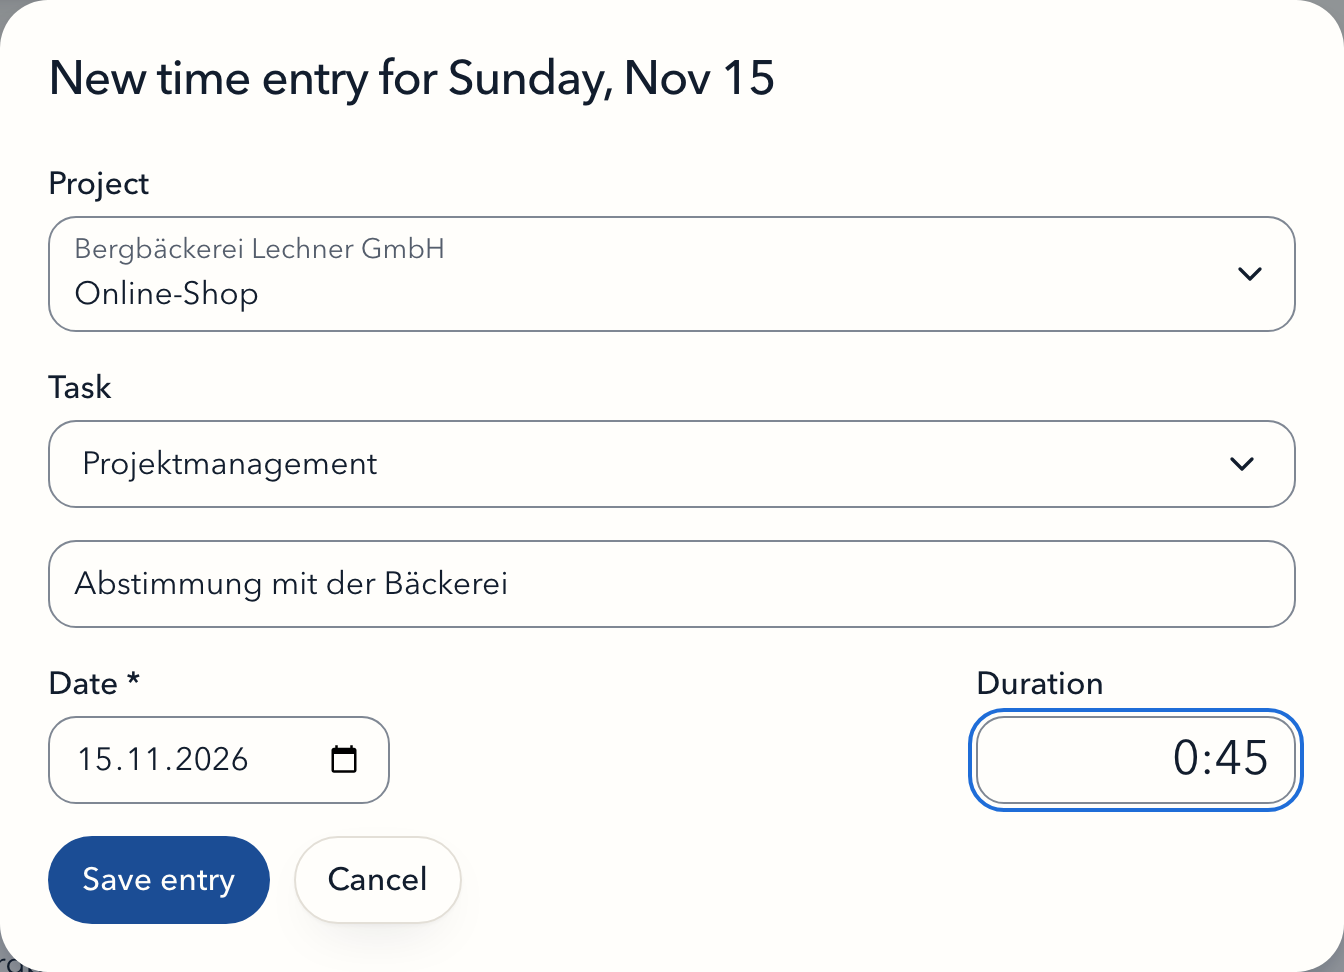 New time entry for Sunday, Nov 15
Project
Bergbäckerei Lechner GmbH
Online-Shop
Task
Projektmanagement
Abstimmung mit der Bäckerei
Date *
Duration
15.11.2026
0:45
Save entry
Cancel